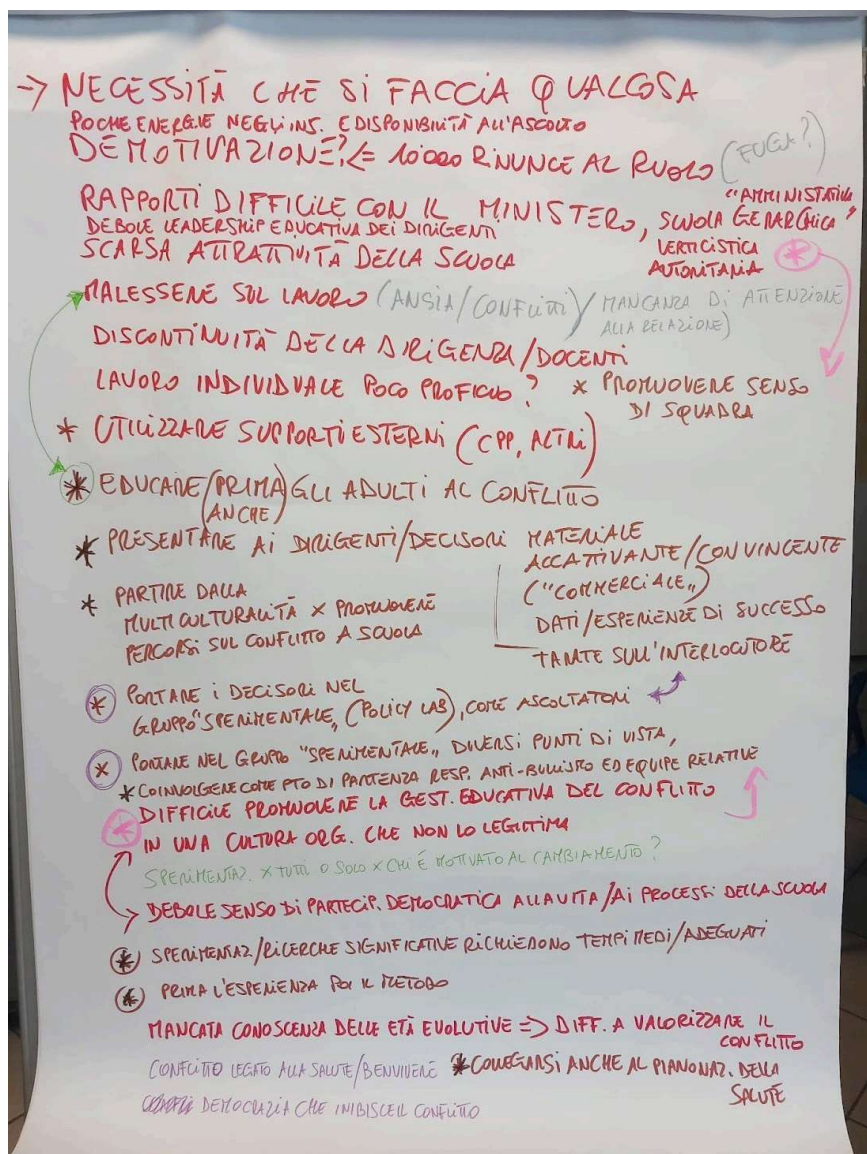 → NECESSITÀ CHE SI FACCIA QUALCOSA
POCHE ENERGIE NEGLI INS. E DISPONIBILITÀ ALL'ASCOLTO
DEMOTIVAZIONE? <= 10000 RINUNCE AL RUOLO (FUGA?)
RAPPORTI DIFFICILE CON IL MINISTERO, SCUOLA GERARCHICA
"AMMINISTATIVA"
VERTICISTICA
AUTORITARIA *
DEBOLE LEADERSHIP EDUCATIVA DEI DIRIGENTI
SCARSA ATTRATTIVITÀ DELLA SCUOLA
MALESSERE SUL LAVORO (ANSIA/CONFLITTI/MANCANZA DI ATTENZIONE
ALLA RELAZIONE)
DISCONTINUITÀ DELLA DIRIGENZA/DOCENTI
LAVORO INDIVIDUALE POCO PROFICUO?
* PROMUOVERE SENSO
DI SQUADRA
* UTILIZZARE SUPPORTI ESTERNI (CPP, ALTRI)
* EDUCARE (PRIMA) GLI ADULTI AL CONFLITTO
(ANCHE)
* PRESENTARE AI DIRIGENTI/DECISORI MATERIALE
ACCATTIVANTE/CONVINCENTE
("COMMERCIALE")
DATI/ESPERIENZE DI SUCCESSO
TARATE SULL'INTERLOCUTORE
* PARTIRE DALLA
MULTICULTURALITÀ X PROMUOVERE
PERCORSI SUL CONFLITTO A SCUOLA
* PORTARE I DECISORI NEL
GRUPPO "SPERIMENTALE" (POLICY LAB), COME ASCOLTATORI
* PORTARE NEL GRUPPO "SPERIMENTALE" DIVERSI PUNTI DI VISTA,
* COINVOLGERE COME PTO DI PARTENZA RESP. ANTI-BULLISMO ED EQUIPE RELATIVE
* DIFFICILE PROMUOVERE LA GEST. EDUCATIVA DEL CONFLITTO
IN UNA CULTURA ORG. CHE NON LO LEGITTIMA
SPERIMENTAZ. X TUTTI O SOLO X CHI È MOTIVATO AL CAMBIAMENTO?
DEBOLE SENSO DI PARTECIP. DEMOCRATICA ALLA VITA/AI PROCESSI DELLA SCUOLA
* SPERIMENTAZ/RICERCHE SIGNIFICATIVE RICHIEDONO TEMPI MEDI/ADEGUATI
* PRIMA L'ESPERIENZA POI IL METODO
MANCATA CONOSCENZA DELLE ETÀ EVOLUTIVE => DIFF. A VALORIZZARE IL
CONFLITTO
CONFLITTO LEGATO ALLA SALUTE/BENVIVERE * COLLEGARSI ANCHE AL PIANO NAZ. DELLA
SALUTE
DEMOCRAZIA CHE INIBISCE IL CONFLITTO